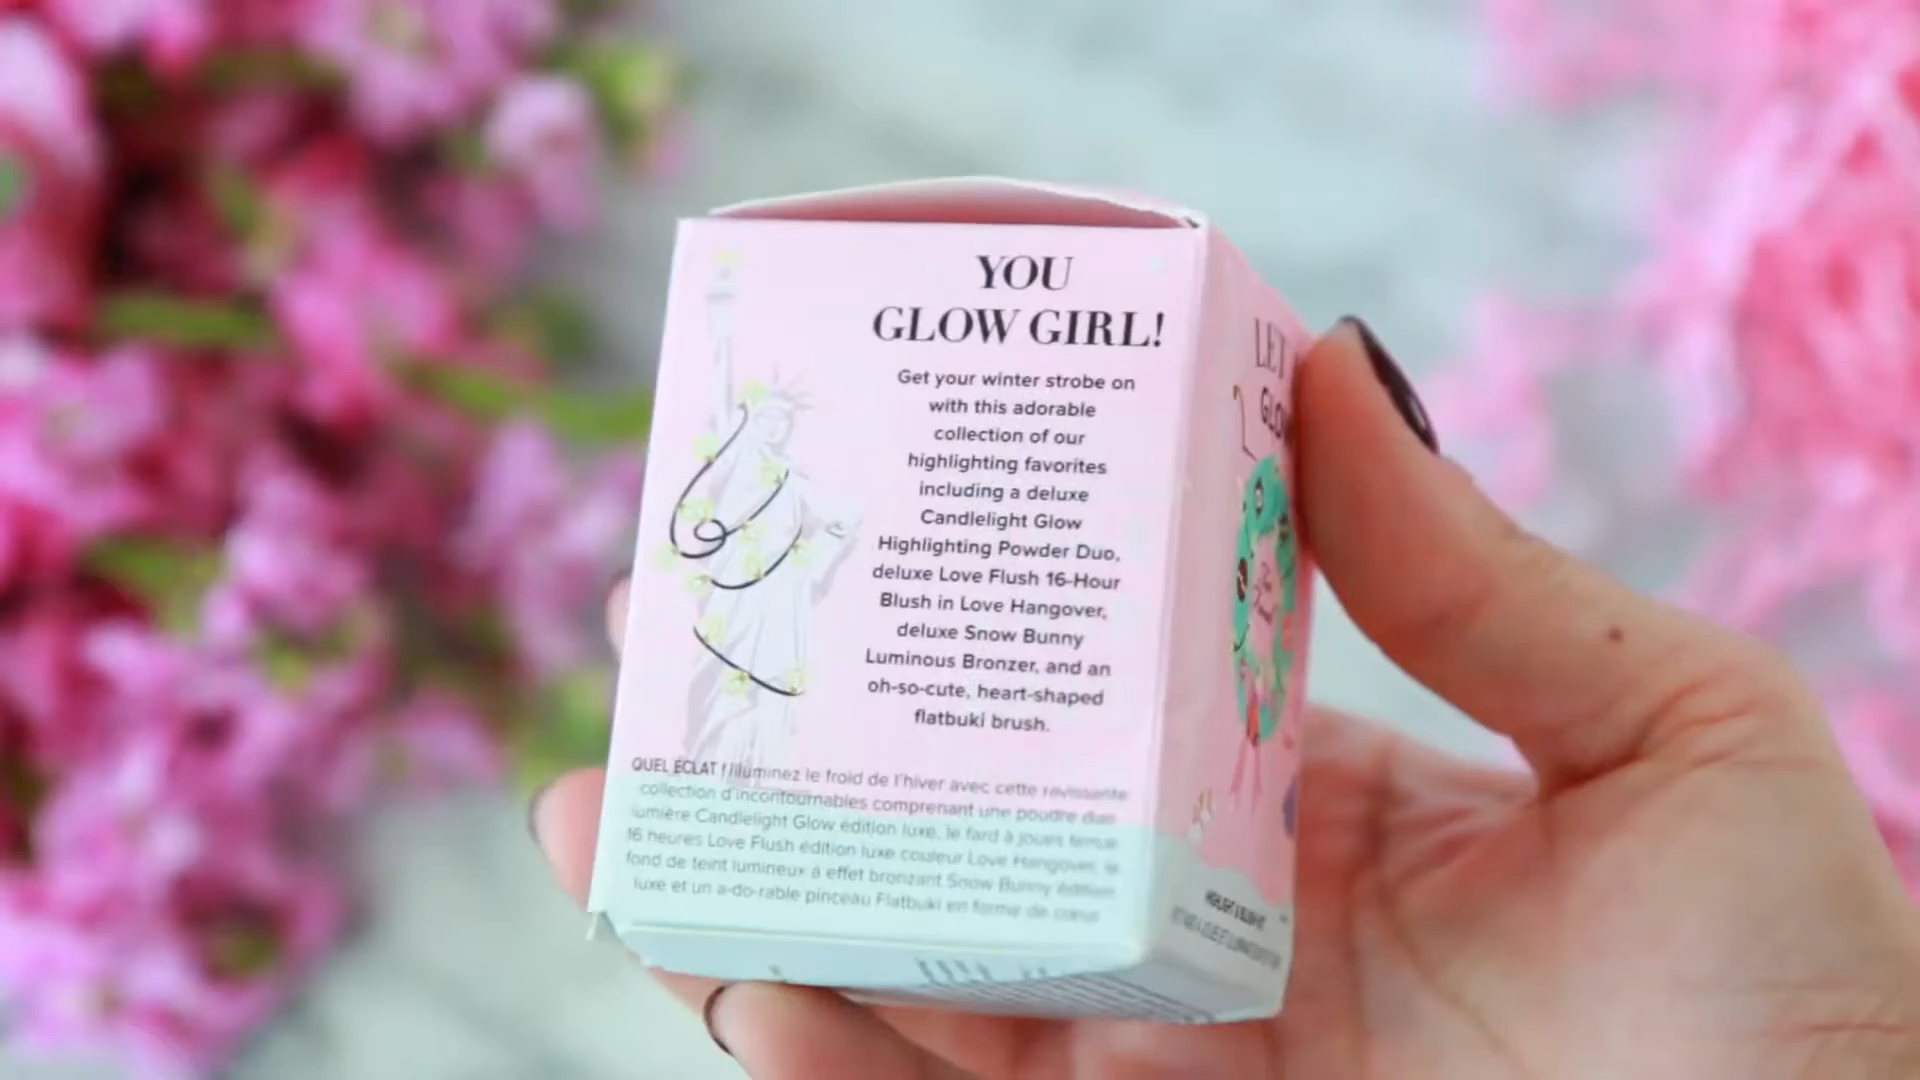 YOU
GLOW GIRL!
Get your winter strobe on
with this adorable
collection of our
highlighting favorites
including a deluxe
Candlelight Glow
Highlighting Powder Duo,
deluxe Love Flush 16-Hour
Blush in Love Hangover,
deluxe Snow Bunny
Luminous Bronzer, and an
oh-so-cute, heart-shaped
flatbuki brush.
QUEL ÉCLAT ! Illuminez le froid de l'hiver avec cette ravissante
collection d'incontournables comprenant une poudre duo
lumière Candlelight Glow édition luxe, le fard à joues tenue
16 heures Love Flush édition luxe couleur Love Hangover, le
fond de teint lumineux à effet bronzant Snow Bunny édition
luxe et un a-do-rable pinceau Flatbuki en forme de cœur
LET